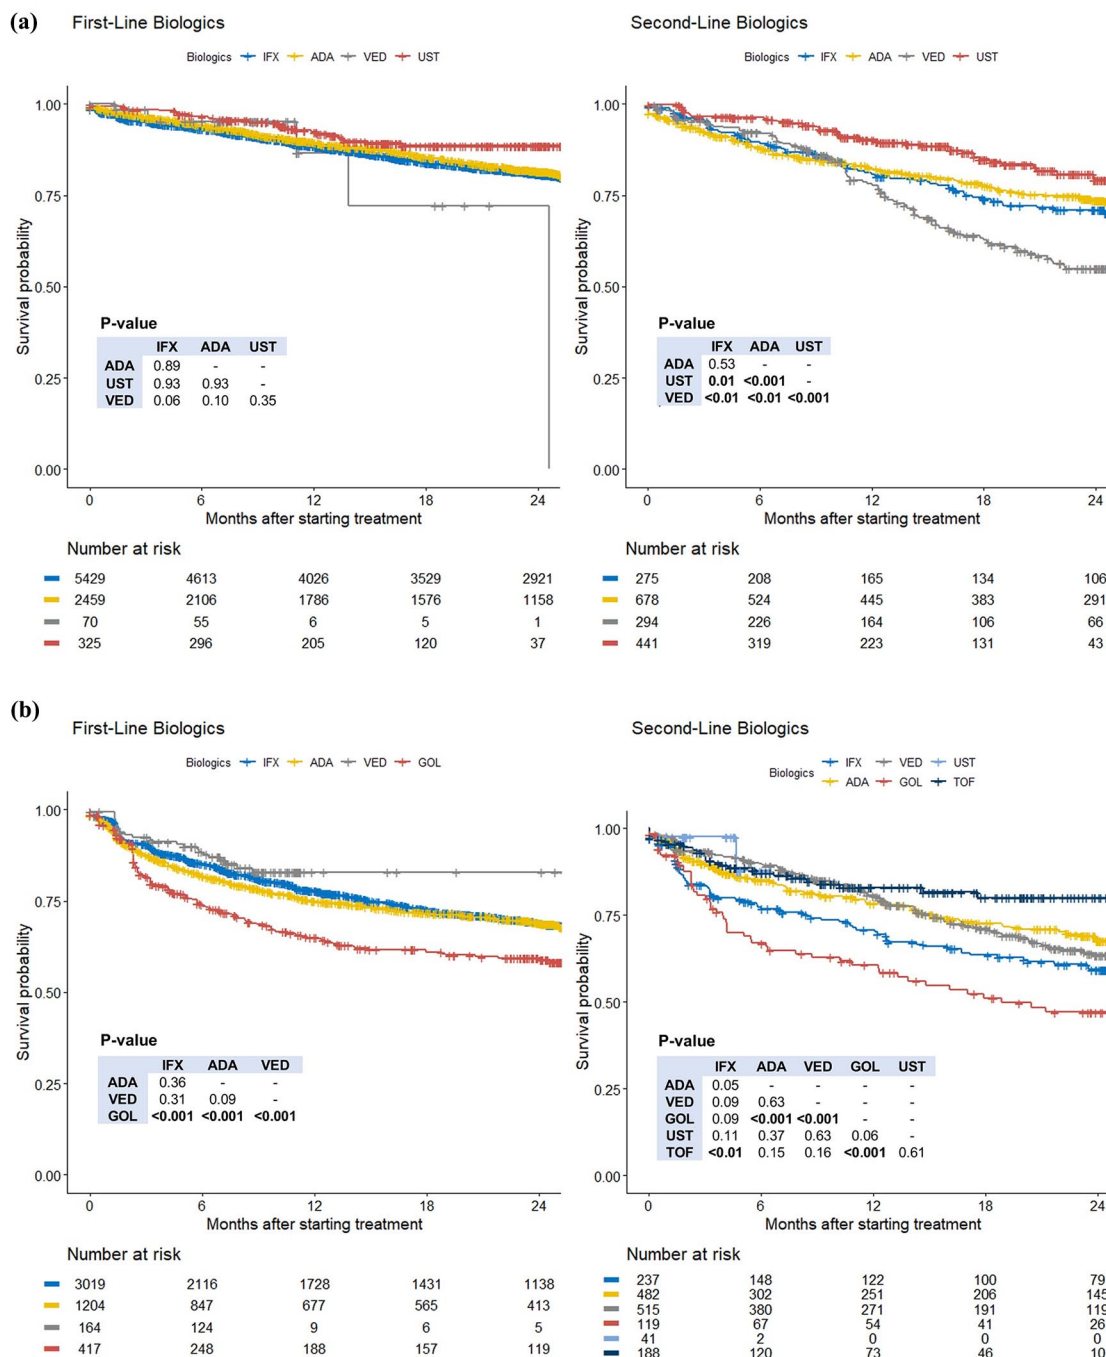 (a)
First-Line Biologics
Biologics IFX ADA VED UST
1.00
0.75
0.50
0.25
0.00
Survival probability
P-value
IFX ADA UST
ADA 0.89 - -
UST 0.93 0.93 -
VED 0.06 0.10 0.35
0 6 12 18 24
Months after starting treatment
Number at risk
5429 4613 4026 3529 2921
2459 2106 1786 1576 1158
70 55 6 5 1
325 296 205 120 37
Second-Line Biologics
Biologics IFX ADA VED UST
1.00
0.75
0.50
0.25
0.00
Survival probability
P-value
IFX ADA UST
ADA 0.53 - -
UST 0.01 <0.001 -
VED <0.01 <0.01 <0.001
0 6 12 18 24
Months after starting treatment
Number at risk
275 208 165 134 106
678 524 445 383 291
294 226 164 106 66
441 319 223 131 43
(b)
First-Line Biologics
Biologics IFX ADA VED GOL
1.00
0.75
0.50
0.25
0.00
Survival probability
P-value
IFX ADA VED
ADA 0.36 - -
VED 0.31 0.09 -
GOL <0.001 <0.001 <0.001
0 6 12 18 24
Months after starting treatment
Number at risk
3019 2116 1728 1431 1138
1204 847 677 565 413
164 124 9 6 5
417 248 188 157 119
Second-Line Biologics
Biologics IFX VED UST
ADA GOL TOF
1.00
0.75
0.50
0.25
0.00
Survival probability
P-value
IFX ADA VED GOL UST
ADA 0.05 - - - -
VED 0.09 0.63 - - -
GOL 0.09 <0.001 <0.001 - -
UST 0.11 0.37 0.63 0.06 -
TOF <0.01 0.15 0.16 <0.001 0.61
0 6 12 18 24
Months after starting treatment
Number at risk
237 148 122 100 79
482 302 251 206 145
515 380 271 191 119
119 67 54 41 26
41 2 0 0 0
188 120 73 46 10